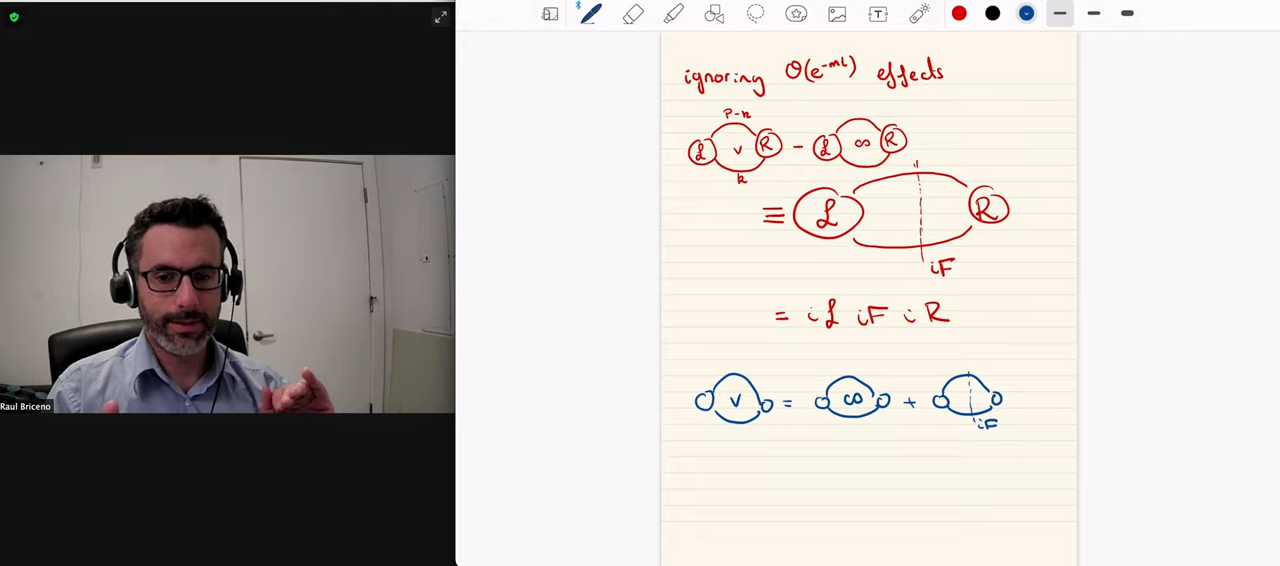 ignoring O(e^-mL) effects
P-k
L V R - L ∞ R
k
≡ L R
iF
= iL iF iR
V = ∞ +
iF
T
Raul Briceno